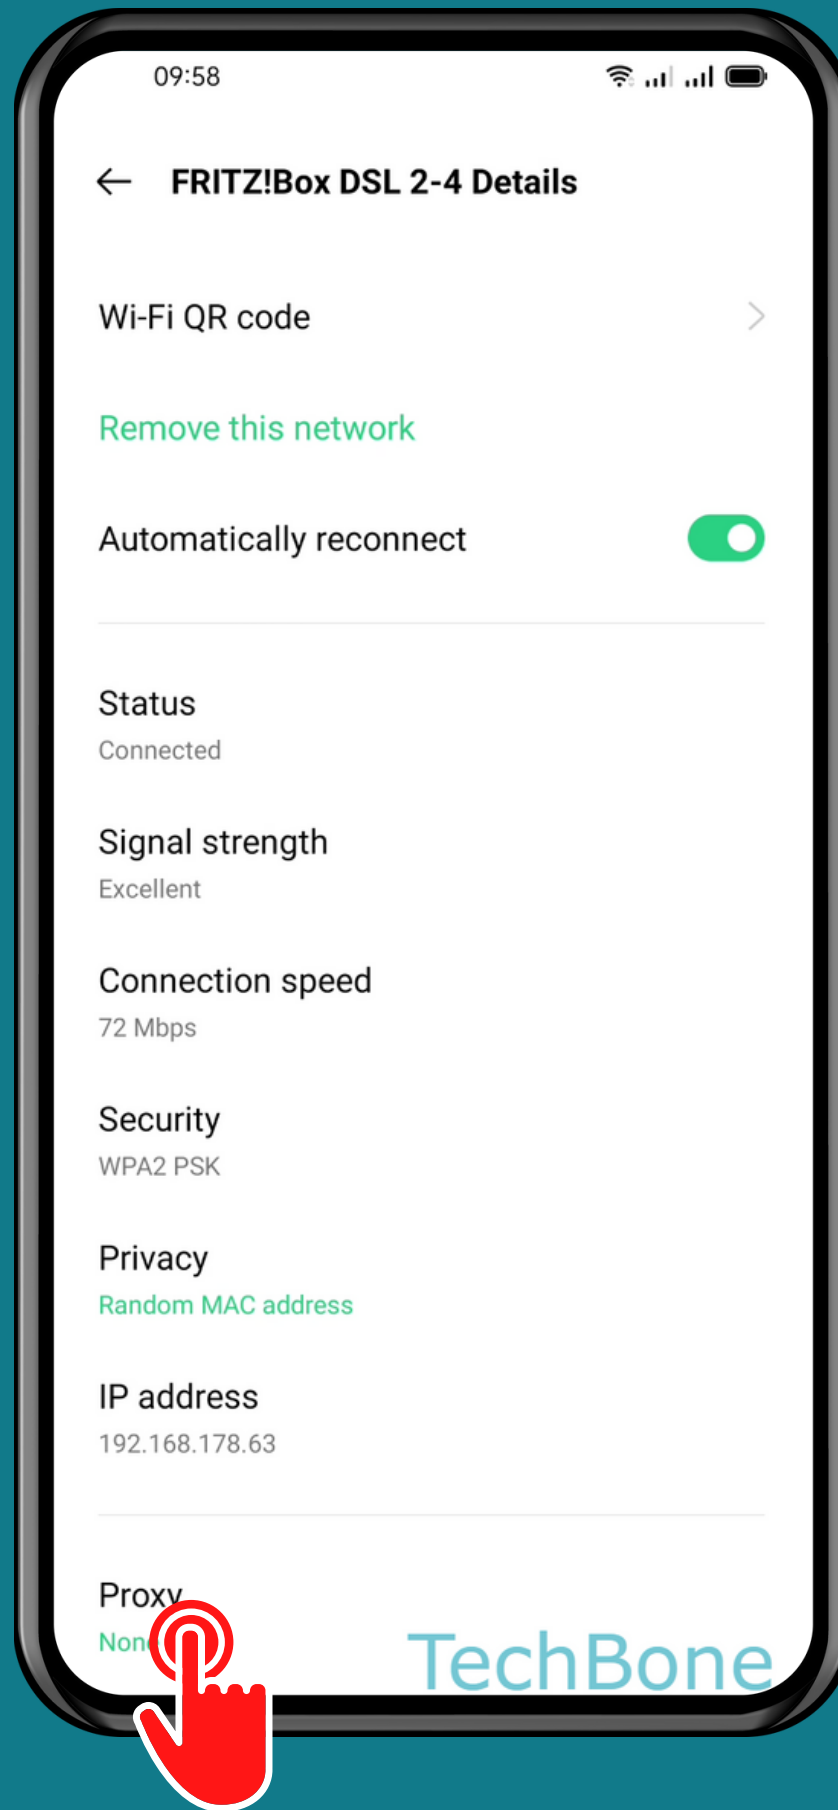 09:58
FRITZ!Box DSL 2-4 Details
Wi-Fi QR code
Remove this network
Automatically reconnect
Status
Connected
Signal strength
Excellent
Connection speed
72 Mbps
Security
WPA2 PSK
Privacy
Random MAC address
IP address
192.168.178.63
Proxy
None
TechBone